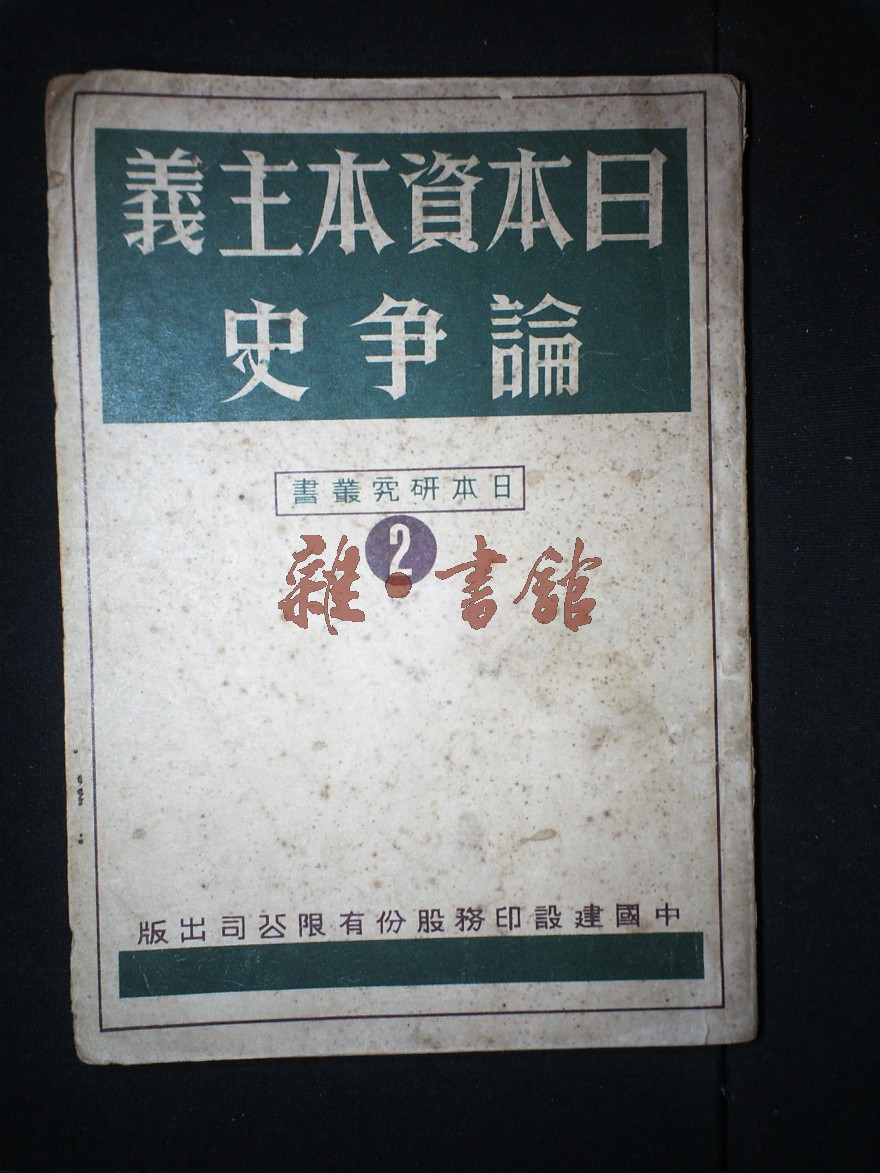 日本資本主義
論争史
日本研究叢書
2
雜·書館
中國建設印務股份有限公司出版